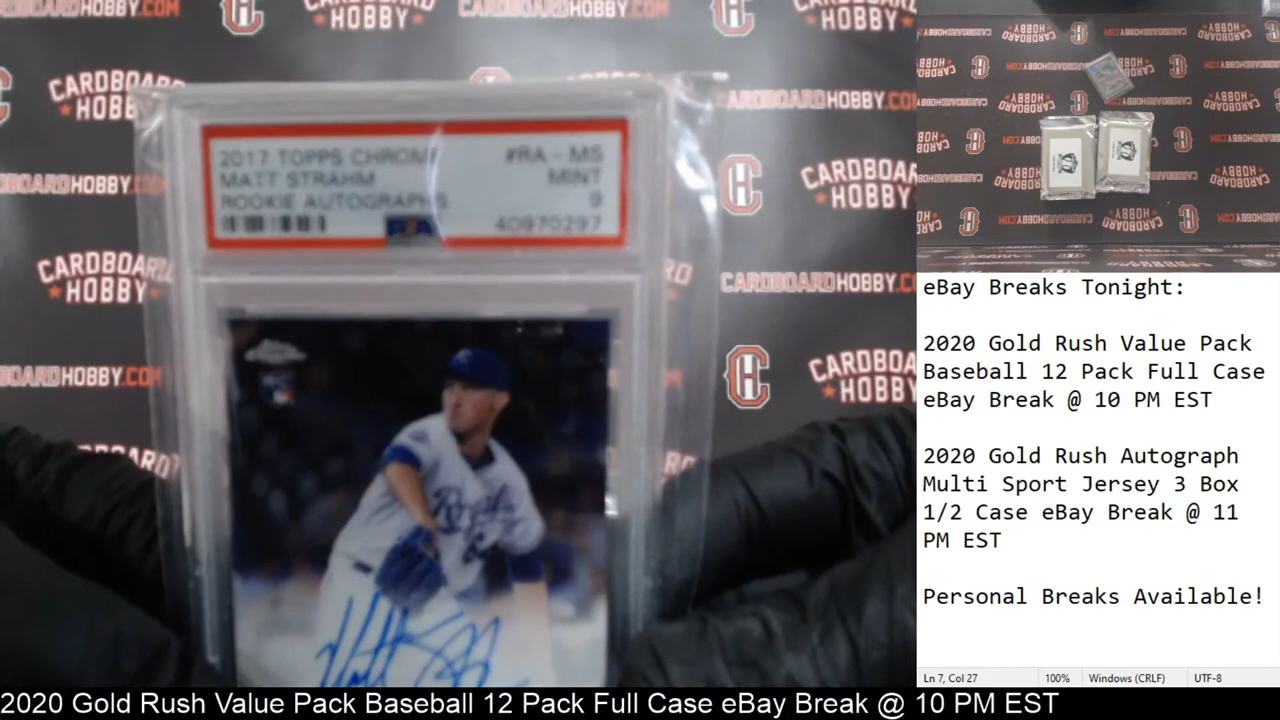 CARDBOARD
HOBBY
CARDBOARDHOBBY.COM
2017 TOPPS CHROME #RA-MS
MATT STRAHM MINT
ROOKIE AUTOGRAPHS 9
PSA 40970297
CARDBOARD
HOBBY
Royals
eBay Breaks Tonight:
2020 Gold Rush Value Pack
Baseball 12 Pack Full Case
eBay Break @ 10 PM EST
2020 Gold Rush Autograph
Multi Sport Jersey 3 Box
1/2 Case eBay Break @ 11
PM EST
Personal Breaks Available!
Ln 7, Col 27 100% Windows (CRLF) UTF-8
2020 Gold Rush Value Pack Baseball 12 Pack Full Case eBay Break @ 10 PM EST